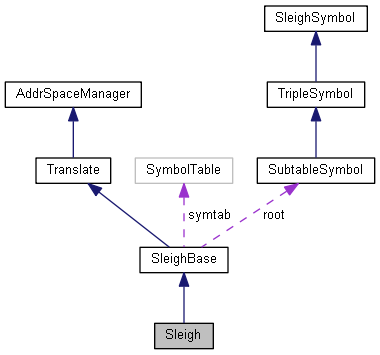 SleighSymbol
AddrSpaceManager
TripleSymbol
Translate
SymbolTable
SubtableSymbol
symtab
root
SleighBase
Sleigh